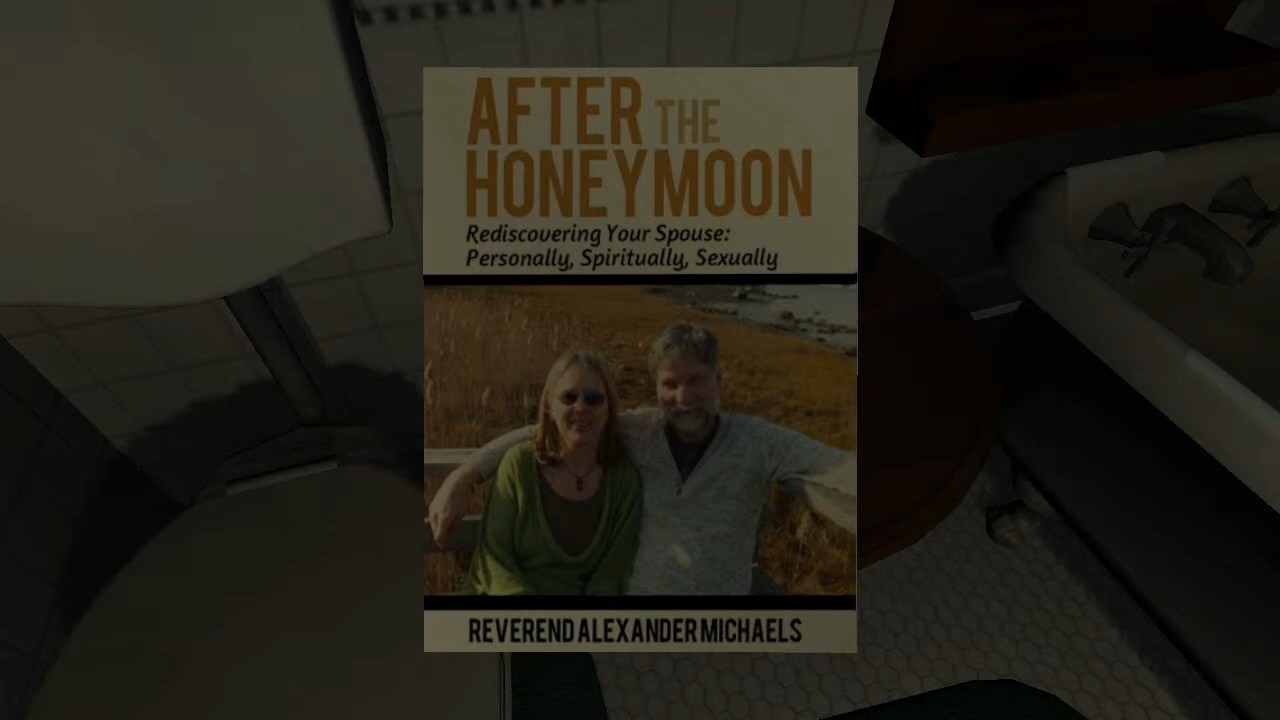 AFTER THE
HONEYMOON
Rediscovering Your Spouse:
Personally, Spiritually, Sexually
REVEREND ALEXANDER MICHAELS